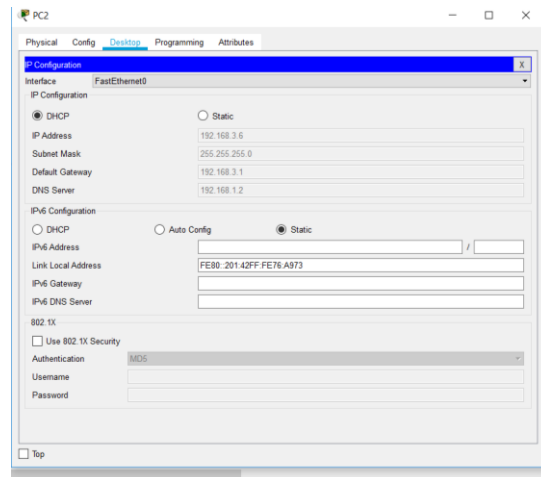 PC2
Physical Config Desktop Programming Attributes
IP Configuration X
Interface FastEthernet0
IP Configuration
DHCP Static
IP Address 192.168.3.6
Subnet Mask 255.255.255.0
Default Gateway 192.168.3.1
DNS Server 192.168.1.2
IPv6 Configuration
DHCP Auto Config Static
IPv6 Address /
Link Local Address FE80::201:42FF:FE76:A973
IPv6 Gateway
IPv6 DNS Server
802.1X
Use 802.1X Security
Authentication MD5
Username
Password
Top